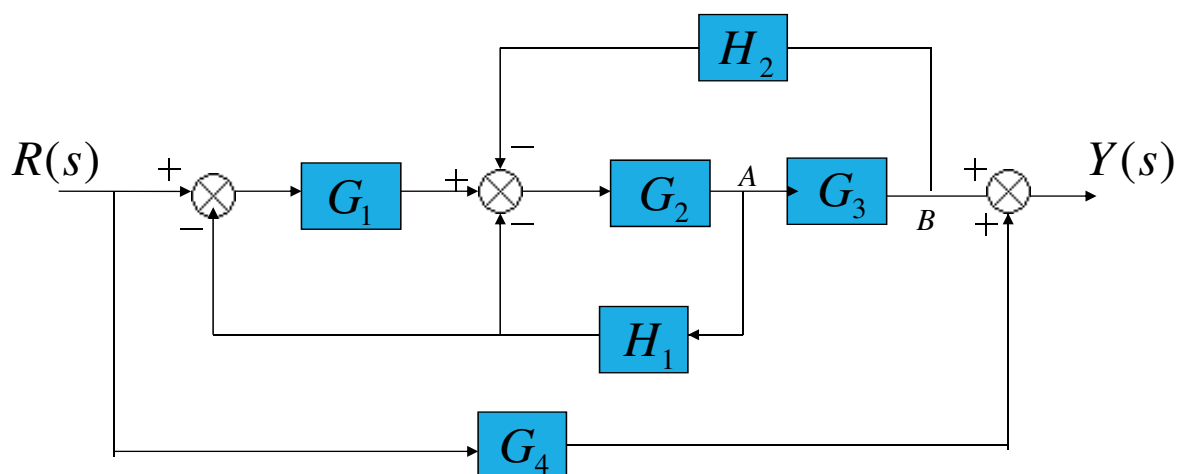 H₂
R(s) + + − + Y(s)
G₁ G₂ A G₃ B
− − +
H₁
G₄